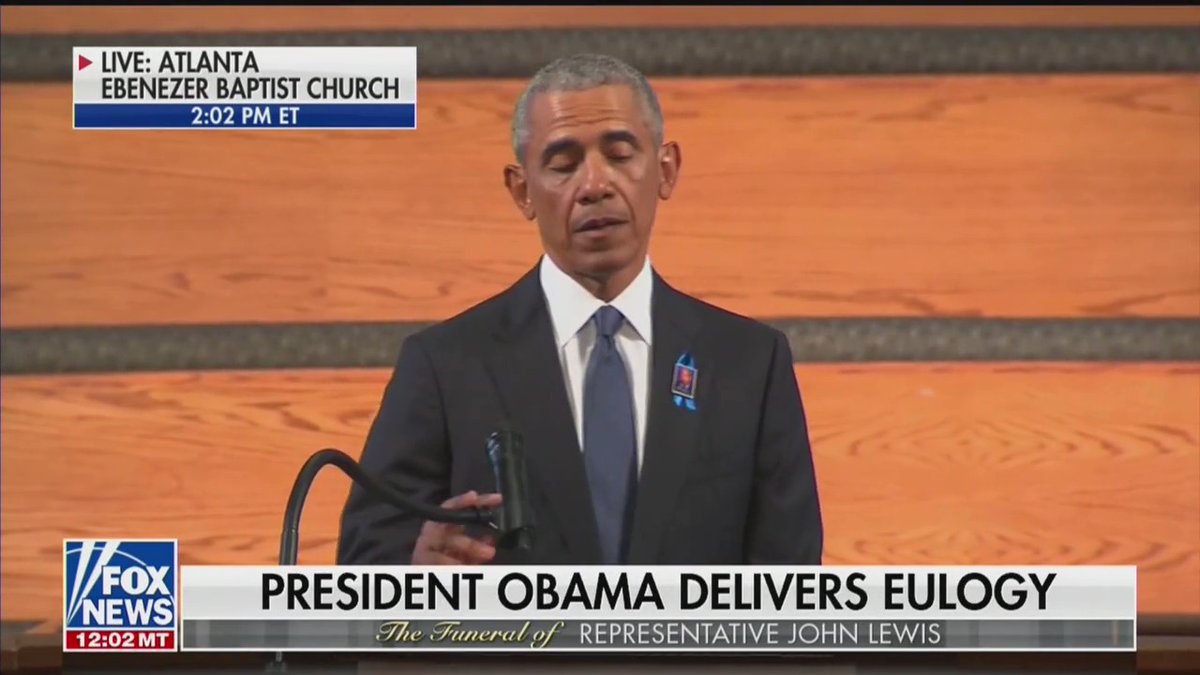 LIVE: ATLANTA
EBENEZER BAPTIST CHURCH
2:02 PM ET
FOX
NEWS
12:02 MT
PRESIDENT OBAMA DELIVERS EULOGY
The Funeral of REPRESENTATIVE JOHN LEWIS